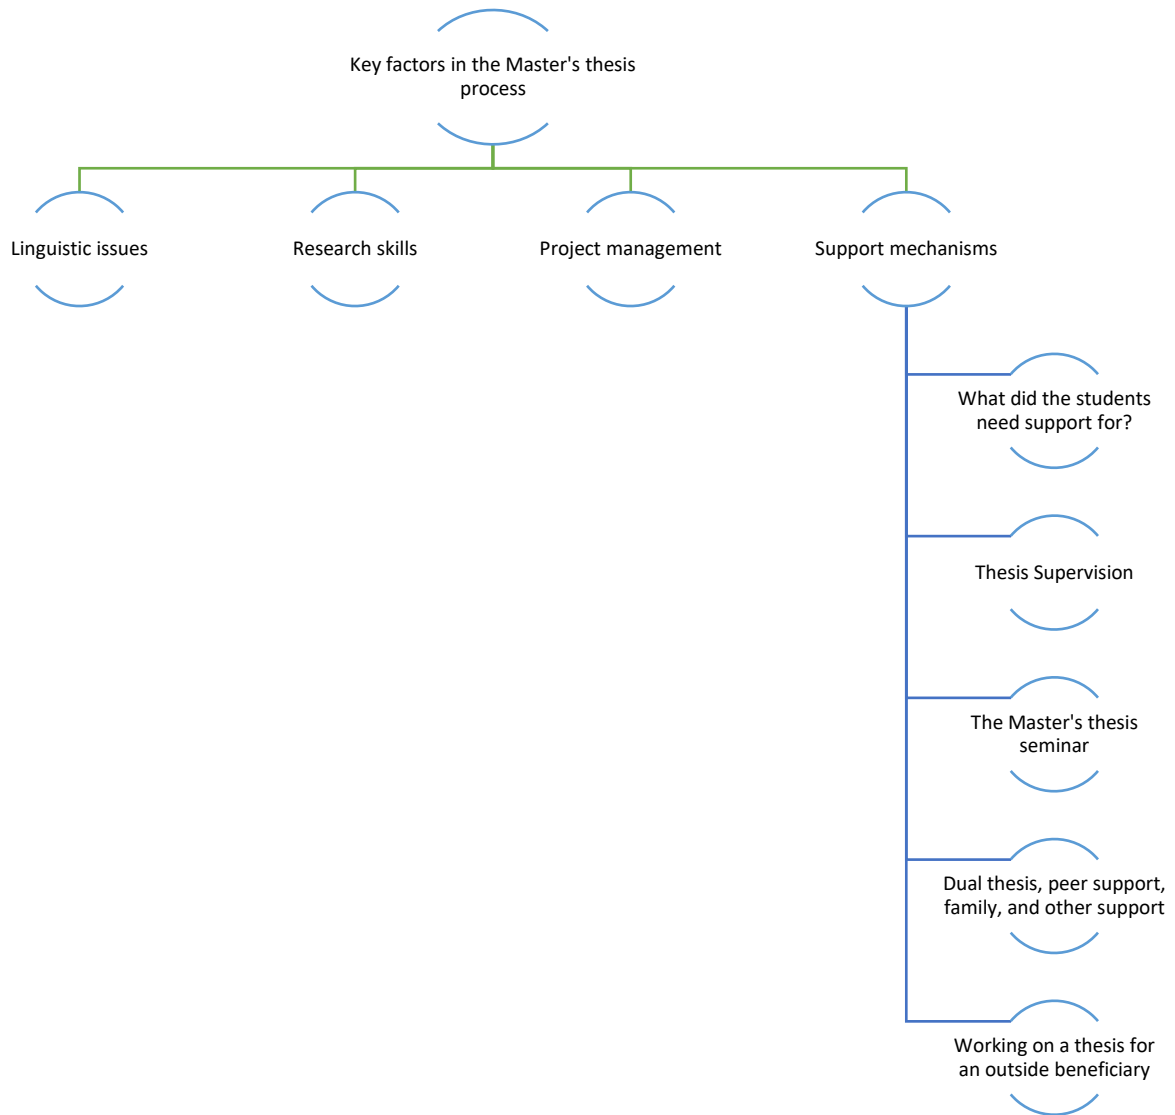 Key factors in the Master's thesis
process
Linguistic issues
Research skills
Project management
Support mechanisms
What did the students
need support for?
Thesis Supervision
The Master's thesis
seminar
Dual thesis, peer support,
family, and other support
Working on a thesis for
an outside beneficiary